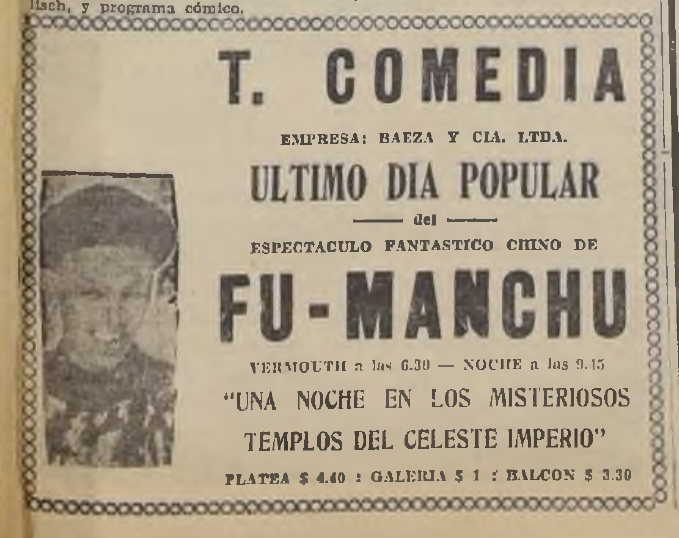 lisch, y programa cómico.
T. COMEDIA
EMPRESA: BAEZA Y CIA. LTDA.
ULTIMO DIA POPULAR
del
ESPECTACULO FANTASTICO CHINO DE
FU-MANCHU
VERMOUTH a las 6.30 — NOCHE a las 9.45
"UNA NOCHE EN LOS MISTERIOSOS
TEMPLOS DEL CELESTE IMPERIO"
PLATEA $ 4.40 : GALERIA $ 1 : BALCON $ 3.30